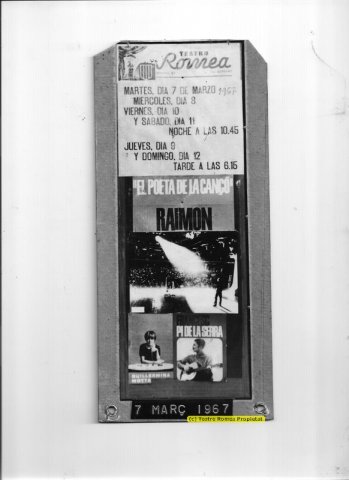 TEATRO
Romea
MARTES, DIA 7 DE MARZO 1967
MIERCOLES, DIA 8
VIERNES, DIA 10
Y SABADO, DIA 11
NOCHE A LAS 10.45
JUEVES, DIA 9
Y DOMINGO, DIA 12
TARDE A LAS 6.15
"EL POETA DE LA CANÇÓ"
RAIMON
PI DE LA SERRA
GUILLERMINA
MOTTA
7 MARÇ 1967
(c) Teatre Romea Propietat